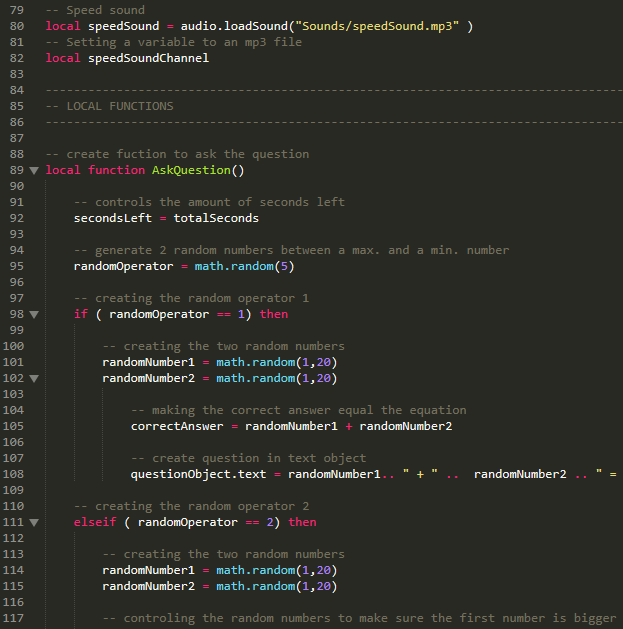 79 -- Speed sound
80 local speedSound = audio.loadSound("Sounds/speedSound.mp3" )
81 -- Setting a variable to an mp3 file
82 local speedSoundChannel
83
84 --------------------------------------------------------------------------------
85 -- LOCAL FUNCTIONS
86 --------------------------------------------------------------------------------
87
88 -- create fuction to ask the question
89 local function AskQuestion()
90
91 -- controls the amount of seconds left
92 secondsLeft = totalSeconds
93
94 -- generate 2 random numbers between a max. and a min. number
95 randomOperator = math.random(5)
96
97 -- creating the random operator 1
98 if ( randomOperator == 1) then
99
100 -- creating the two random numbers
101 randomNumber1 = math.random(1,20)
102 randomNumber2 = math.random(1,20)
103
104 -- making the correct answer equal the equation
105 correctAnswer = randomNumber1 + randomNumber2
106
107 -- create question in text object
108 questionObject.text = randomNumber1.. " + " ..  randomNumber2 .. " =
109
110 -- creating the random operator 2
111 elseif ( randomOperator == 2) then
112
113 -- creating the two random numbers
114 randomNumber1 = math.random(1,20)
115 randomNumber2 = math.random(1,20)
116
117 -- controling the random numbers to make sure the first number is bigger